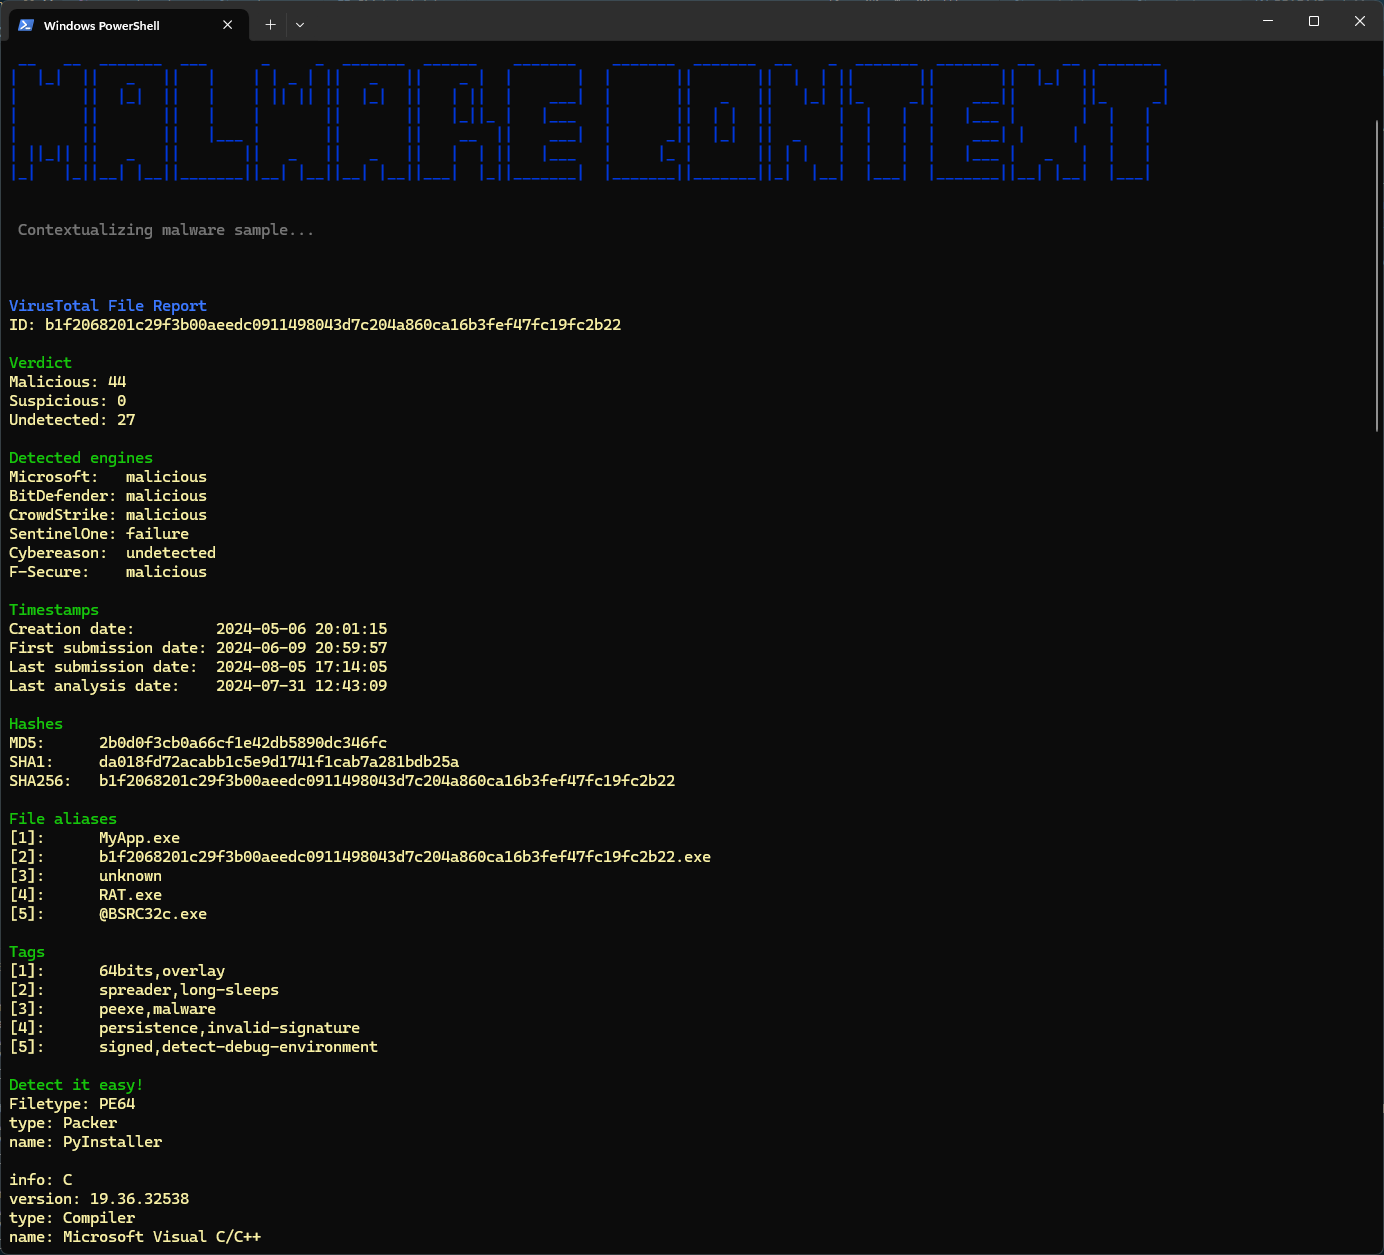 Windows PowerShell
MALWARE CONTEXT
Contextualizing malware sample...
VirusTotal File Report
ID: b1f2068201c29f3b00aeedc0911498043d7c204a860ca16b3fef47fc19fc2b22
Verdict
Malicious: 44
Suspicious: 0
Undetected: 27
Detected engines
Microsoft:   malicious
BitDefender: malicious
CrowdStrike: malicious
SentinelOne: failure
Cybereason:  undetected
F-Secure:    malicious
Timestamps
Creation date:         2024-05-06 20:01:15
First submission date: 2024-06-09 20:59:57
Last submission date:  2024-08-05 17:14:05
Last analysis date:    2024-07-31 12:43:09
Hashes
MD5:      2b0d0f3cb0a66cf1e42db5890dc346fc
SHA1:     da018fd72acabb1c5e9d1741f1cab7a281bdb25a
SHA256:   b1f2068201c29f3b00aeedc0911498043d7c204a860ca16b3fef47fc19fc2b22
File aliases
[1]:      MyApp.exe
[2]:      b1f2068201c29f3b00aeedc0911498043d7c204a860ca16b3fef47fc19fc2b22.exe
[3]:      unknown
[4]:      RAT.exe
[5]:      @BSRC32c.exe
Tags
[1]:      64bits,overlay
[2]:      spreader,long-sleeps
[3]:      peexe,malware
[4]:      persistence,invalid-signature
[5]:      signed,detect-debug-environment
Detect it easy!
Filetype: PE64
type: Packer
name: PyInstaller
info: C
version: 19.36.32538
type: Compiler
name: Microsoft Visual C/C++